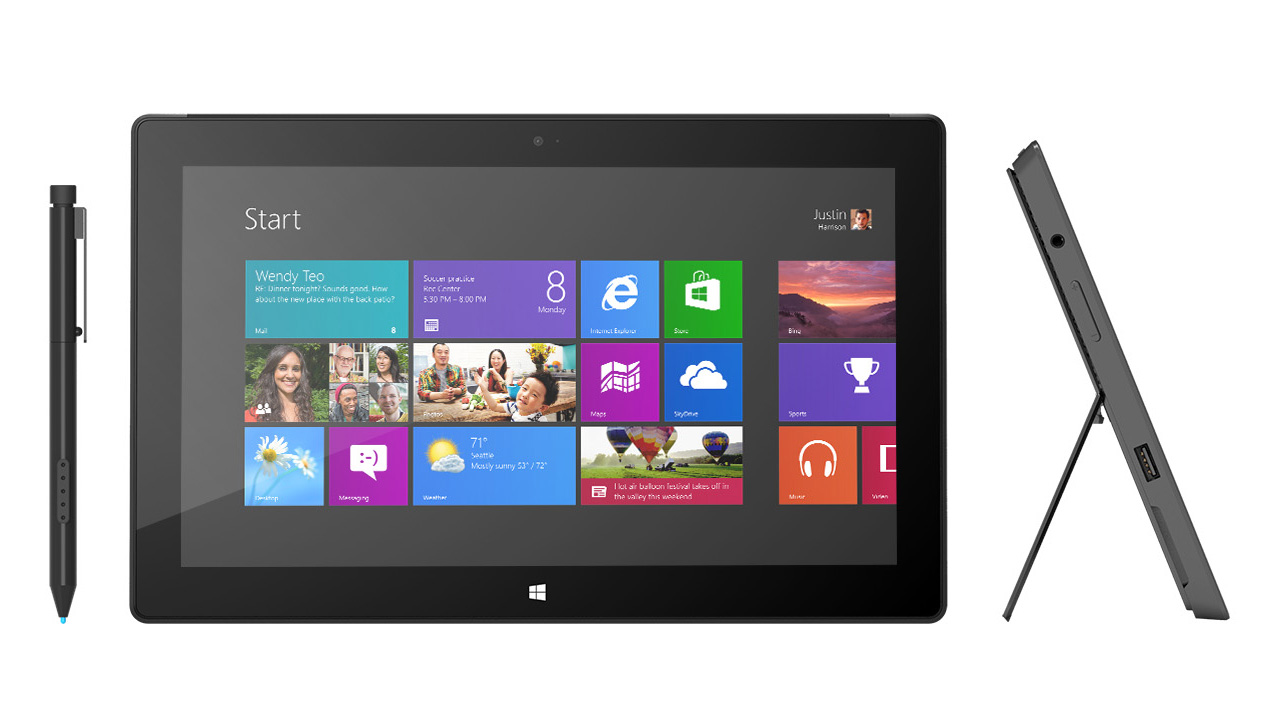 Start
Justin
Harrison
Wendy Teo
RE: Dinner tonight? Sounds good. How
about the new place with the back patio?
Mail
8
Soccer practice
Rec Center
5:30 PM – 8:00 PM
8
Monday
Internet Explorer
Store
Bing
Photos
Maps
SkyDrive
Sports
Desktop
Messaging
71°
Seattle
Mostly sunny 53° / 72°
Weather
Hot air balloon festival takes off in
the valley this weekend
Music
Video